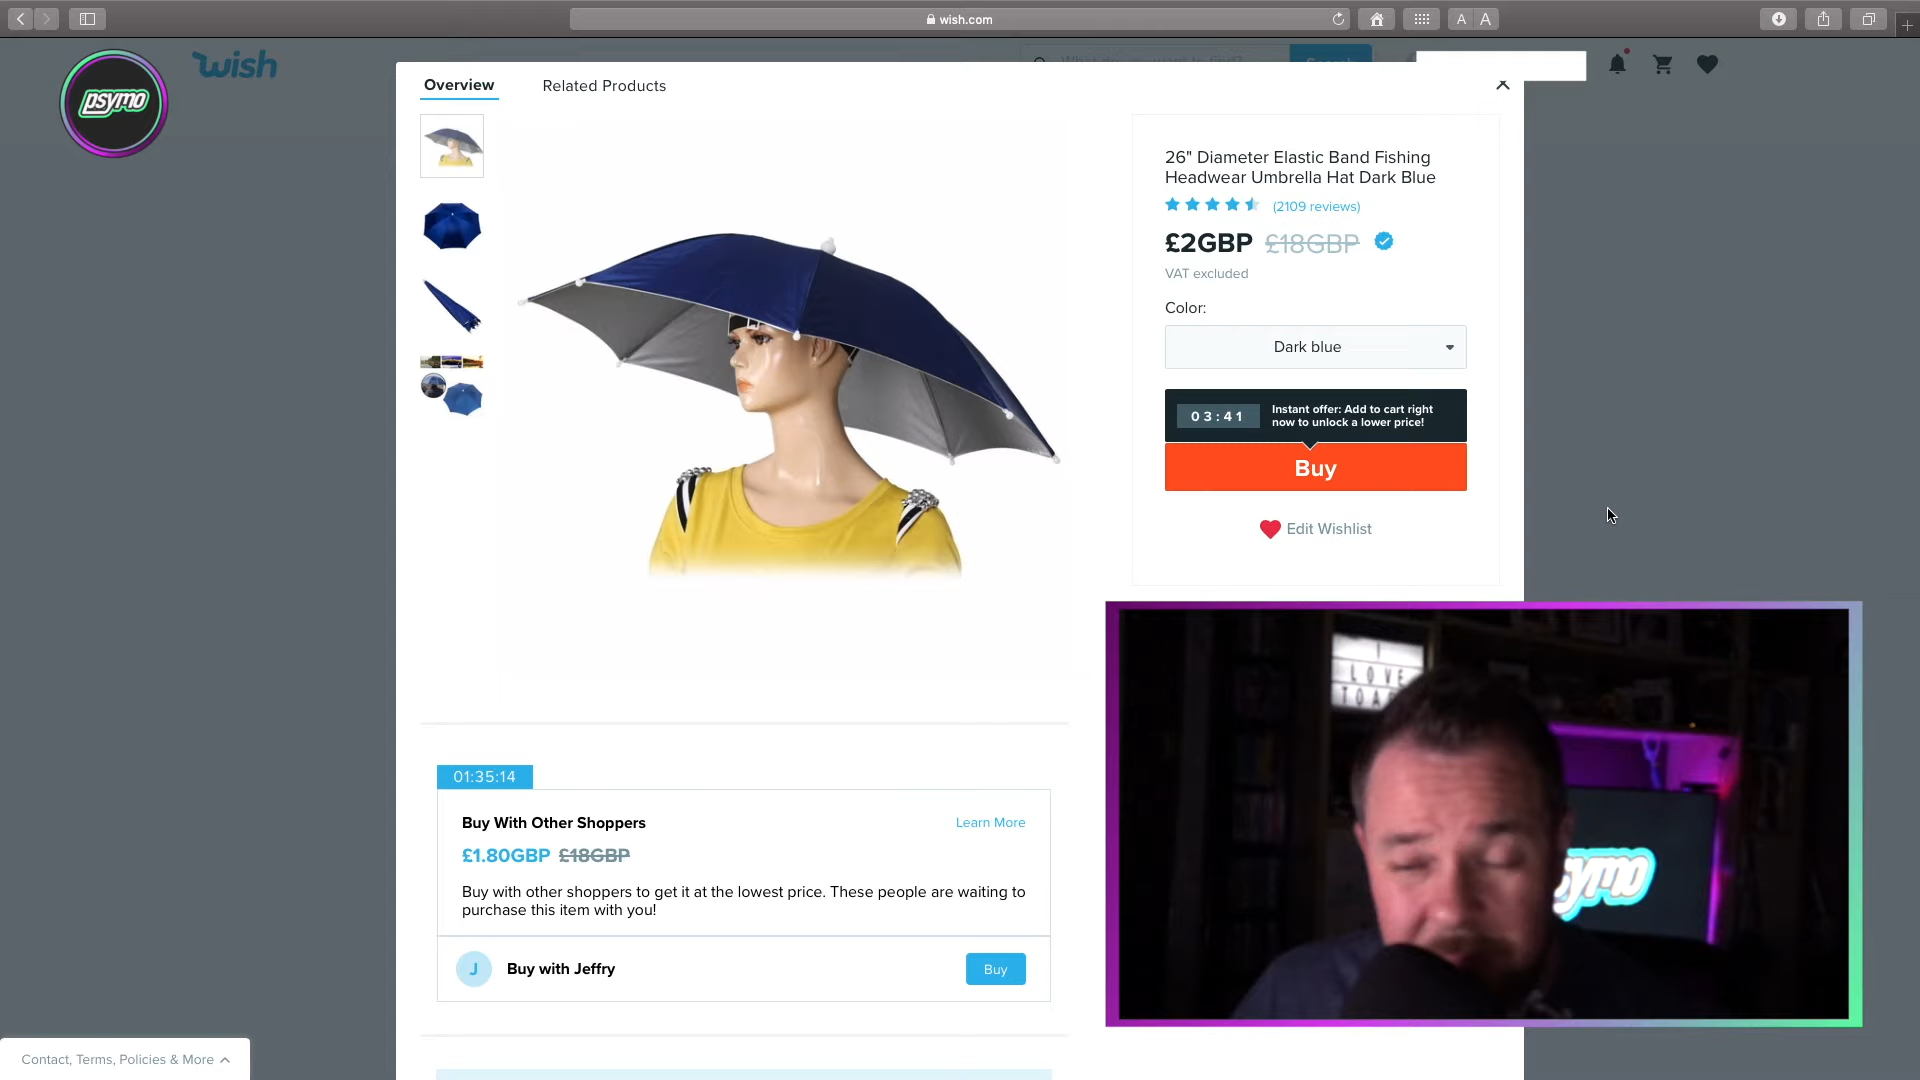 wish.com
A A
psymo
wish
Overview
Related Products
26" Diameter Elastic Band Fishing
Headwear Umbrella Hat Dark Blue
(2109 reviews)
£2GBP £18GBP
VAT excluded
Color:
Dark blue
03:41
Instant offer: Add to cart right
now to unlock a lower price!
Buy
Edit Wishlist
I
LOVE
TOA
symo
01:35:14
Buy With Other Shoppers
Learn More
£1.80GBP £18GBP
Buy with other shoppers to get it at the lowest price. These people are waiting to
purchase this item with you!
J
Buy with Jeffry
Buy
Contact, Terms, Policies & More